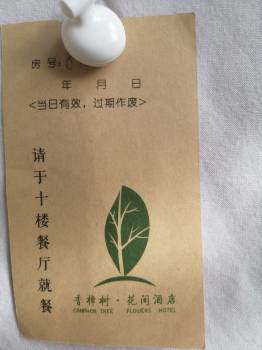 房号:
年 月 日
<当日有效，过期作废>
请于十楼餐厅就餐
香樟树·花间酒店
CAMPHOR TREE FLOWERS HOTEL